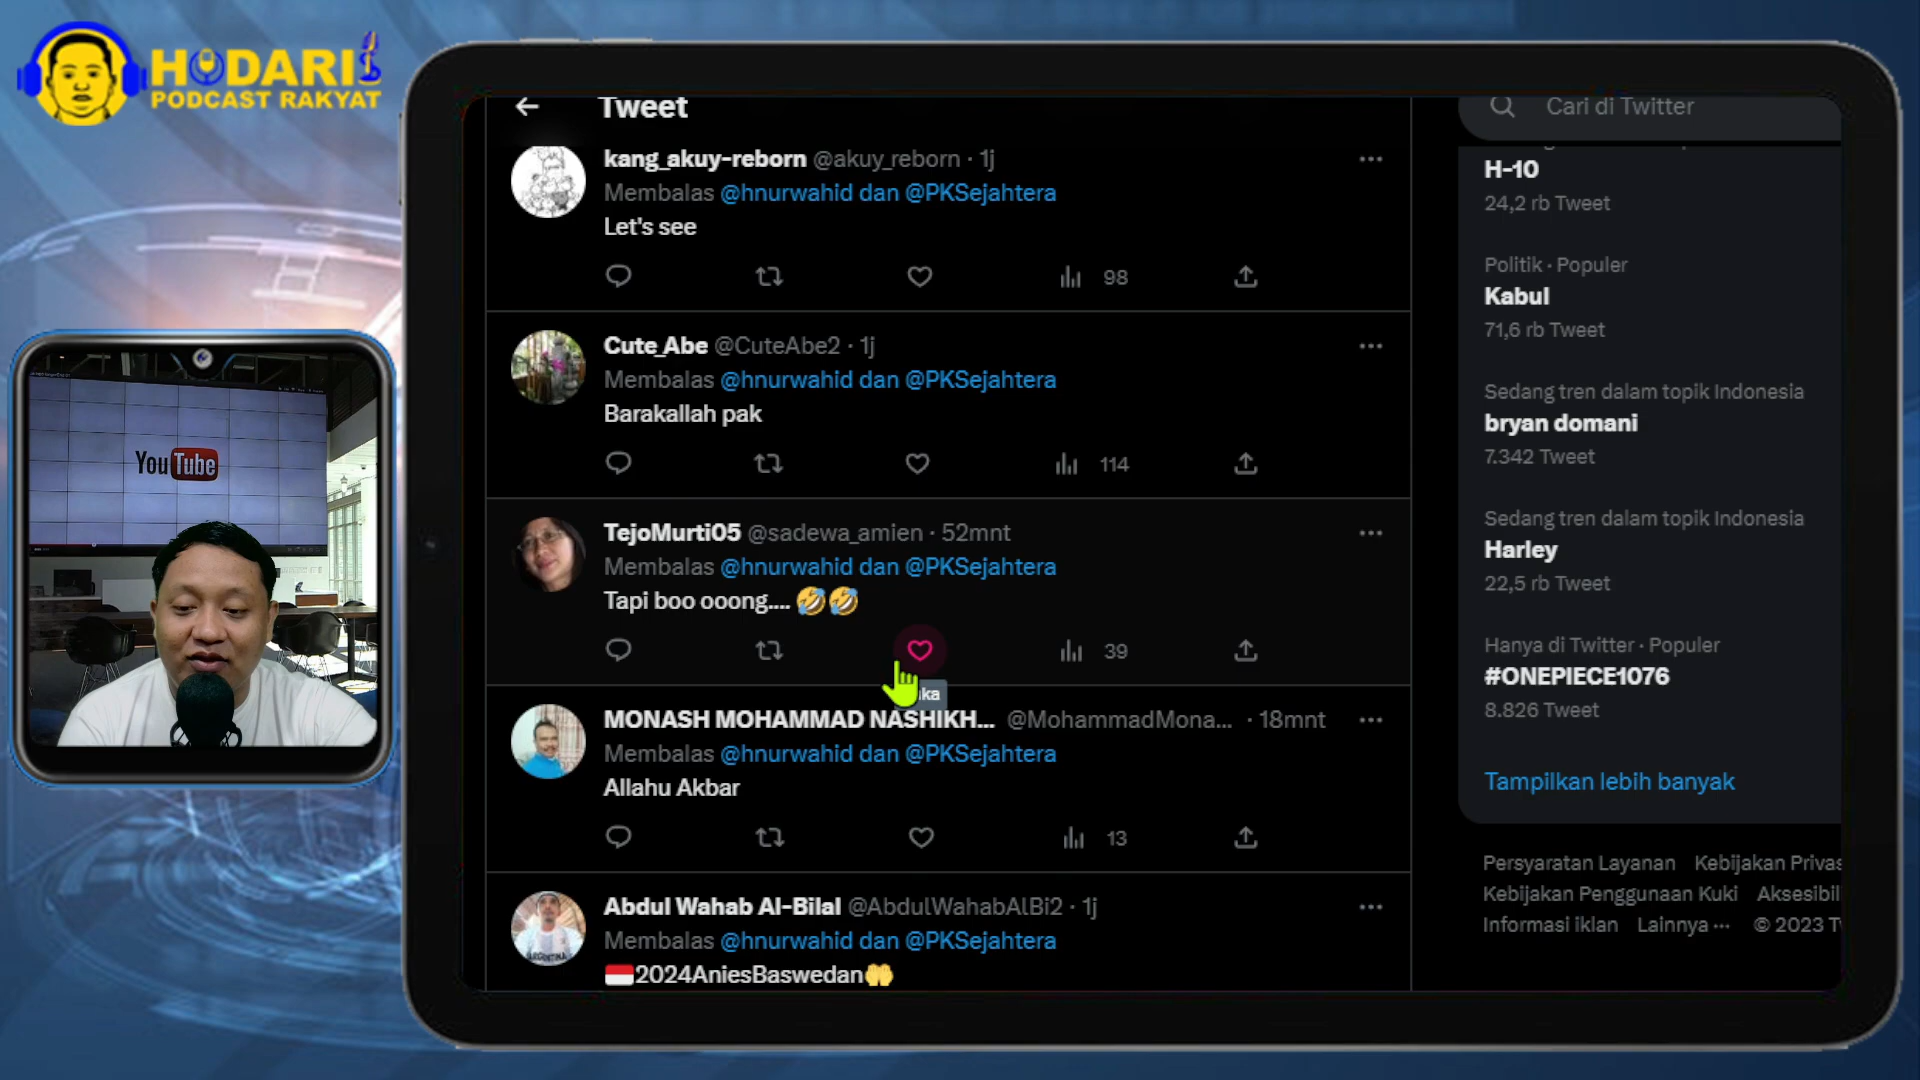 HODARI
PODCAST RAKYAT
YouTube
Tweet
kang_akuy-reborn @akuy_reborn · 1j
Membalas @hnurwahid dan @PKSejahtera
Let's see
98
Cute_Abe @CuteAbe2 · 1j
Membalas @hnurwahid dan @PKSejahtera
Barakallah pak
114
TejoMurti05 @sadewa_amien · 52mnt
Membalas @hnurwahid dan @PKSejahtera
Tapi boo ooong.... 🤣🤣
39
MONASH MOHAMMAD NASHIKH... @MohammadMona... · 18mnt
Membalas @hnurwahid dan @PKSejahtera
Allahu Akbar
13
Abdul Wahab Al-Bilal @AbdulWahabAlBi2 · 1j
Membalas @hnurwahid dan @PKSejahtera
🇮🇩2024AniesBaswedan🤲
Cari di Twitter
H-10
24,2 rb Tweet
Politik · Populer
Kabul
71,6 rb Tweet
Sedang tren dalam topik Indonesia
bryan domani
7.342 Tweet
Sedang tren dalam topik Indonesia
Harley
22,5 rb Tweet
Hanya di Twitter · Populer
#ONEPIECE1076
8.826 Tweet
Tampilkan lebih banyak
Persyaratan Layanan Kebijakan
Kebijakan Penggunaan Kuki
Informasi iklan Lainnya ··· © 2023